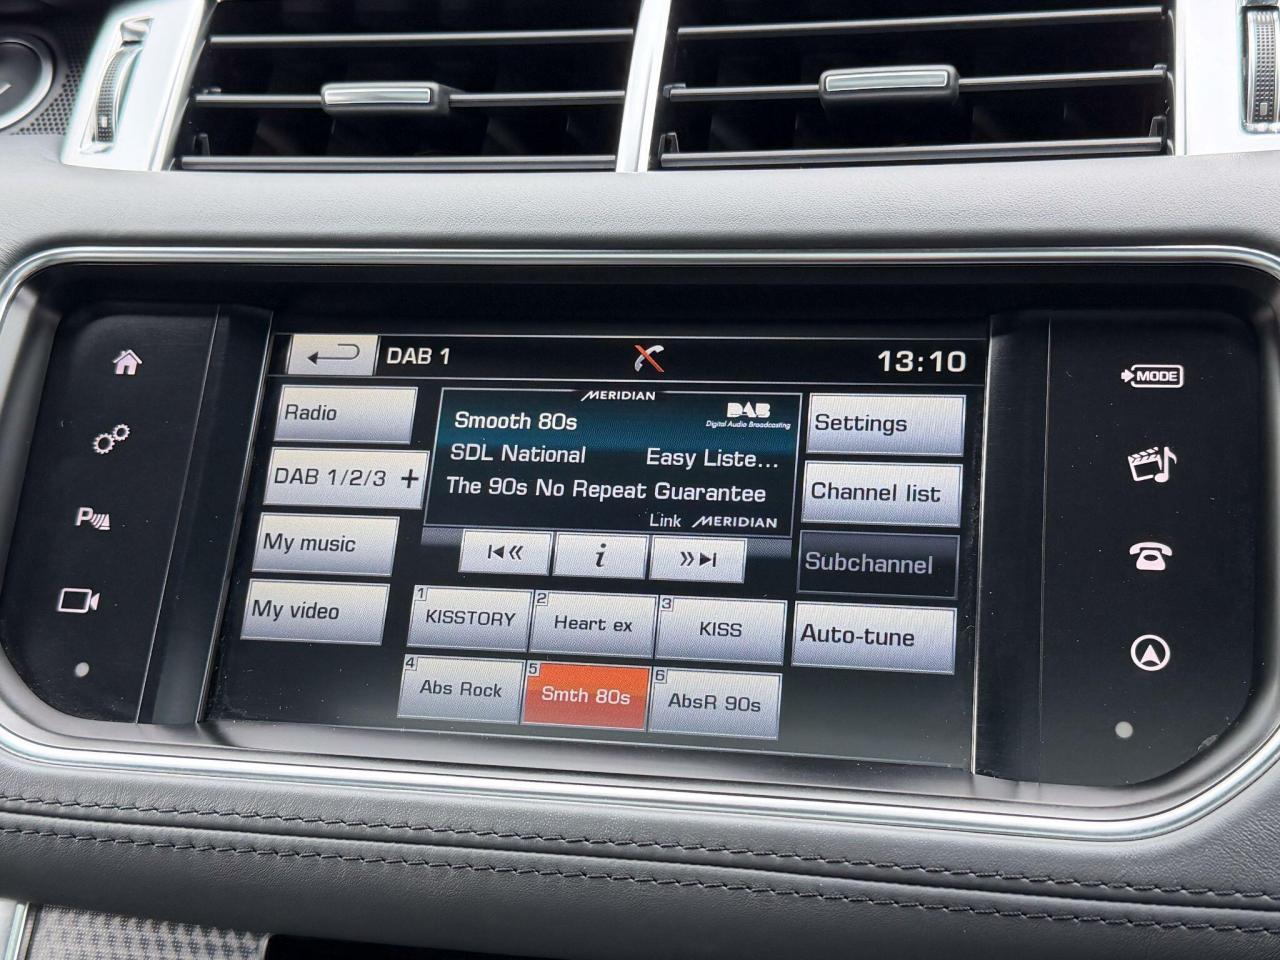 DAB 1
13:10
Radio
DAB 1/2/3 +
My music
My video
MERIDIAN
Smooth 80s
DAB
Digital Audio Broadcasting
SDL National Easy Liste...
The 90s No Repeat Guarantee
Link MERIDIAN
i
Settings
Channel list
Subchannel
Auto-tune
1 KISSTORY
2 Heart ex
3 KISS
4 Abs Rock
5 Smth 80s
6 AbsR 90s
P
MODE